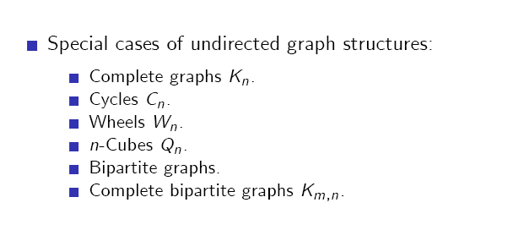 Special cases of undirected graph structures:
Complete graphs Kₙ.
Cycles Cₙ.
Wheels Wₙ.
n-Cubes Qₙ.
Bipartite graphs.
Complete bipartite graphs Kₘ,ₙ.